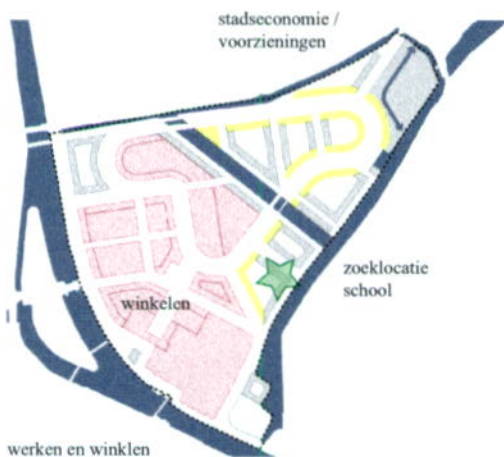 stadseconomie /
voorzieningen
zoeklocatie
school
winkelen
werken en winklen